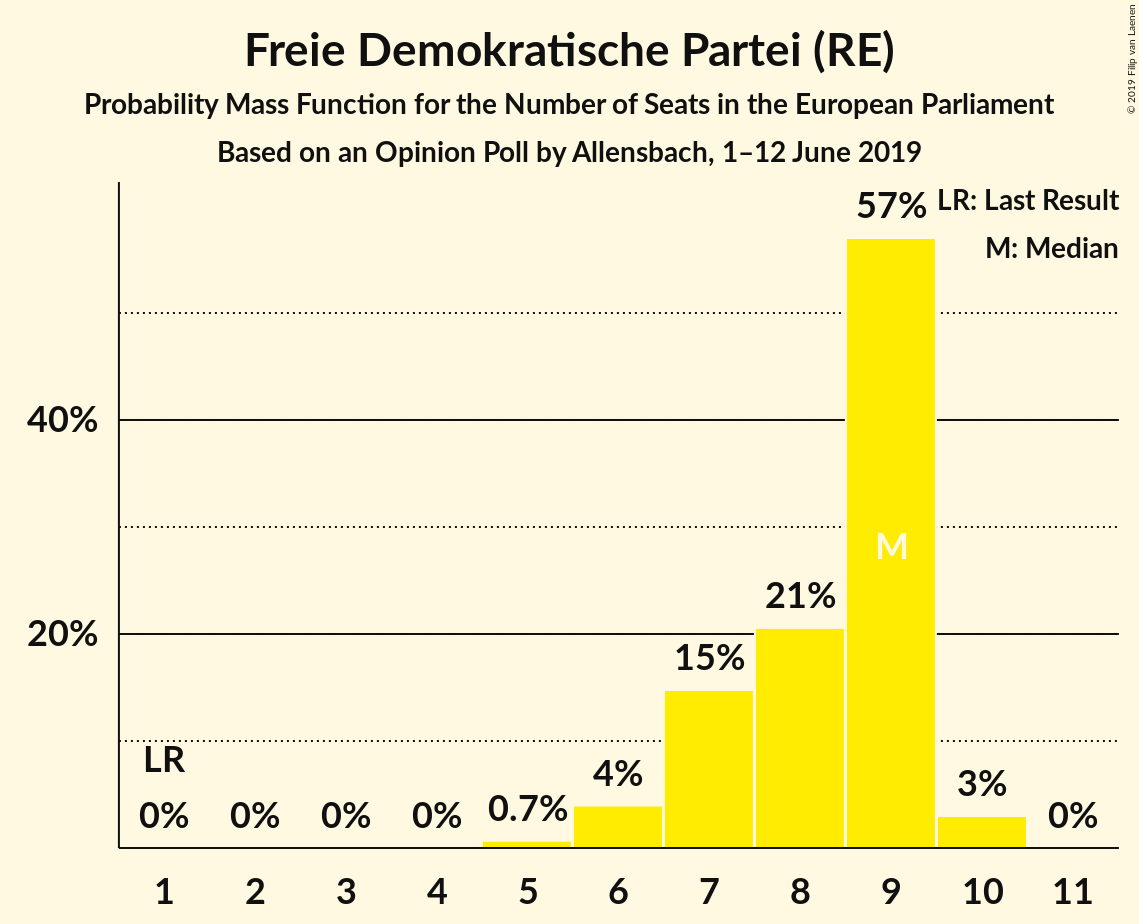 Freie Demokratische Partei (RE)
Probability Mass Function for the Number of Seats in the European Parliament
Based on an Opinion Poll by Allensbach, 1–12 June 2019
© 2019 Filip van Laenen
LR: Last Result
M: Median
57%
40%
M
21%
20%
15%
LR
4%
3%
0.7%
0%
0%
0%
0%
0%
1 2 3 4 5 6 7 8 9 10 11